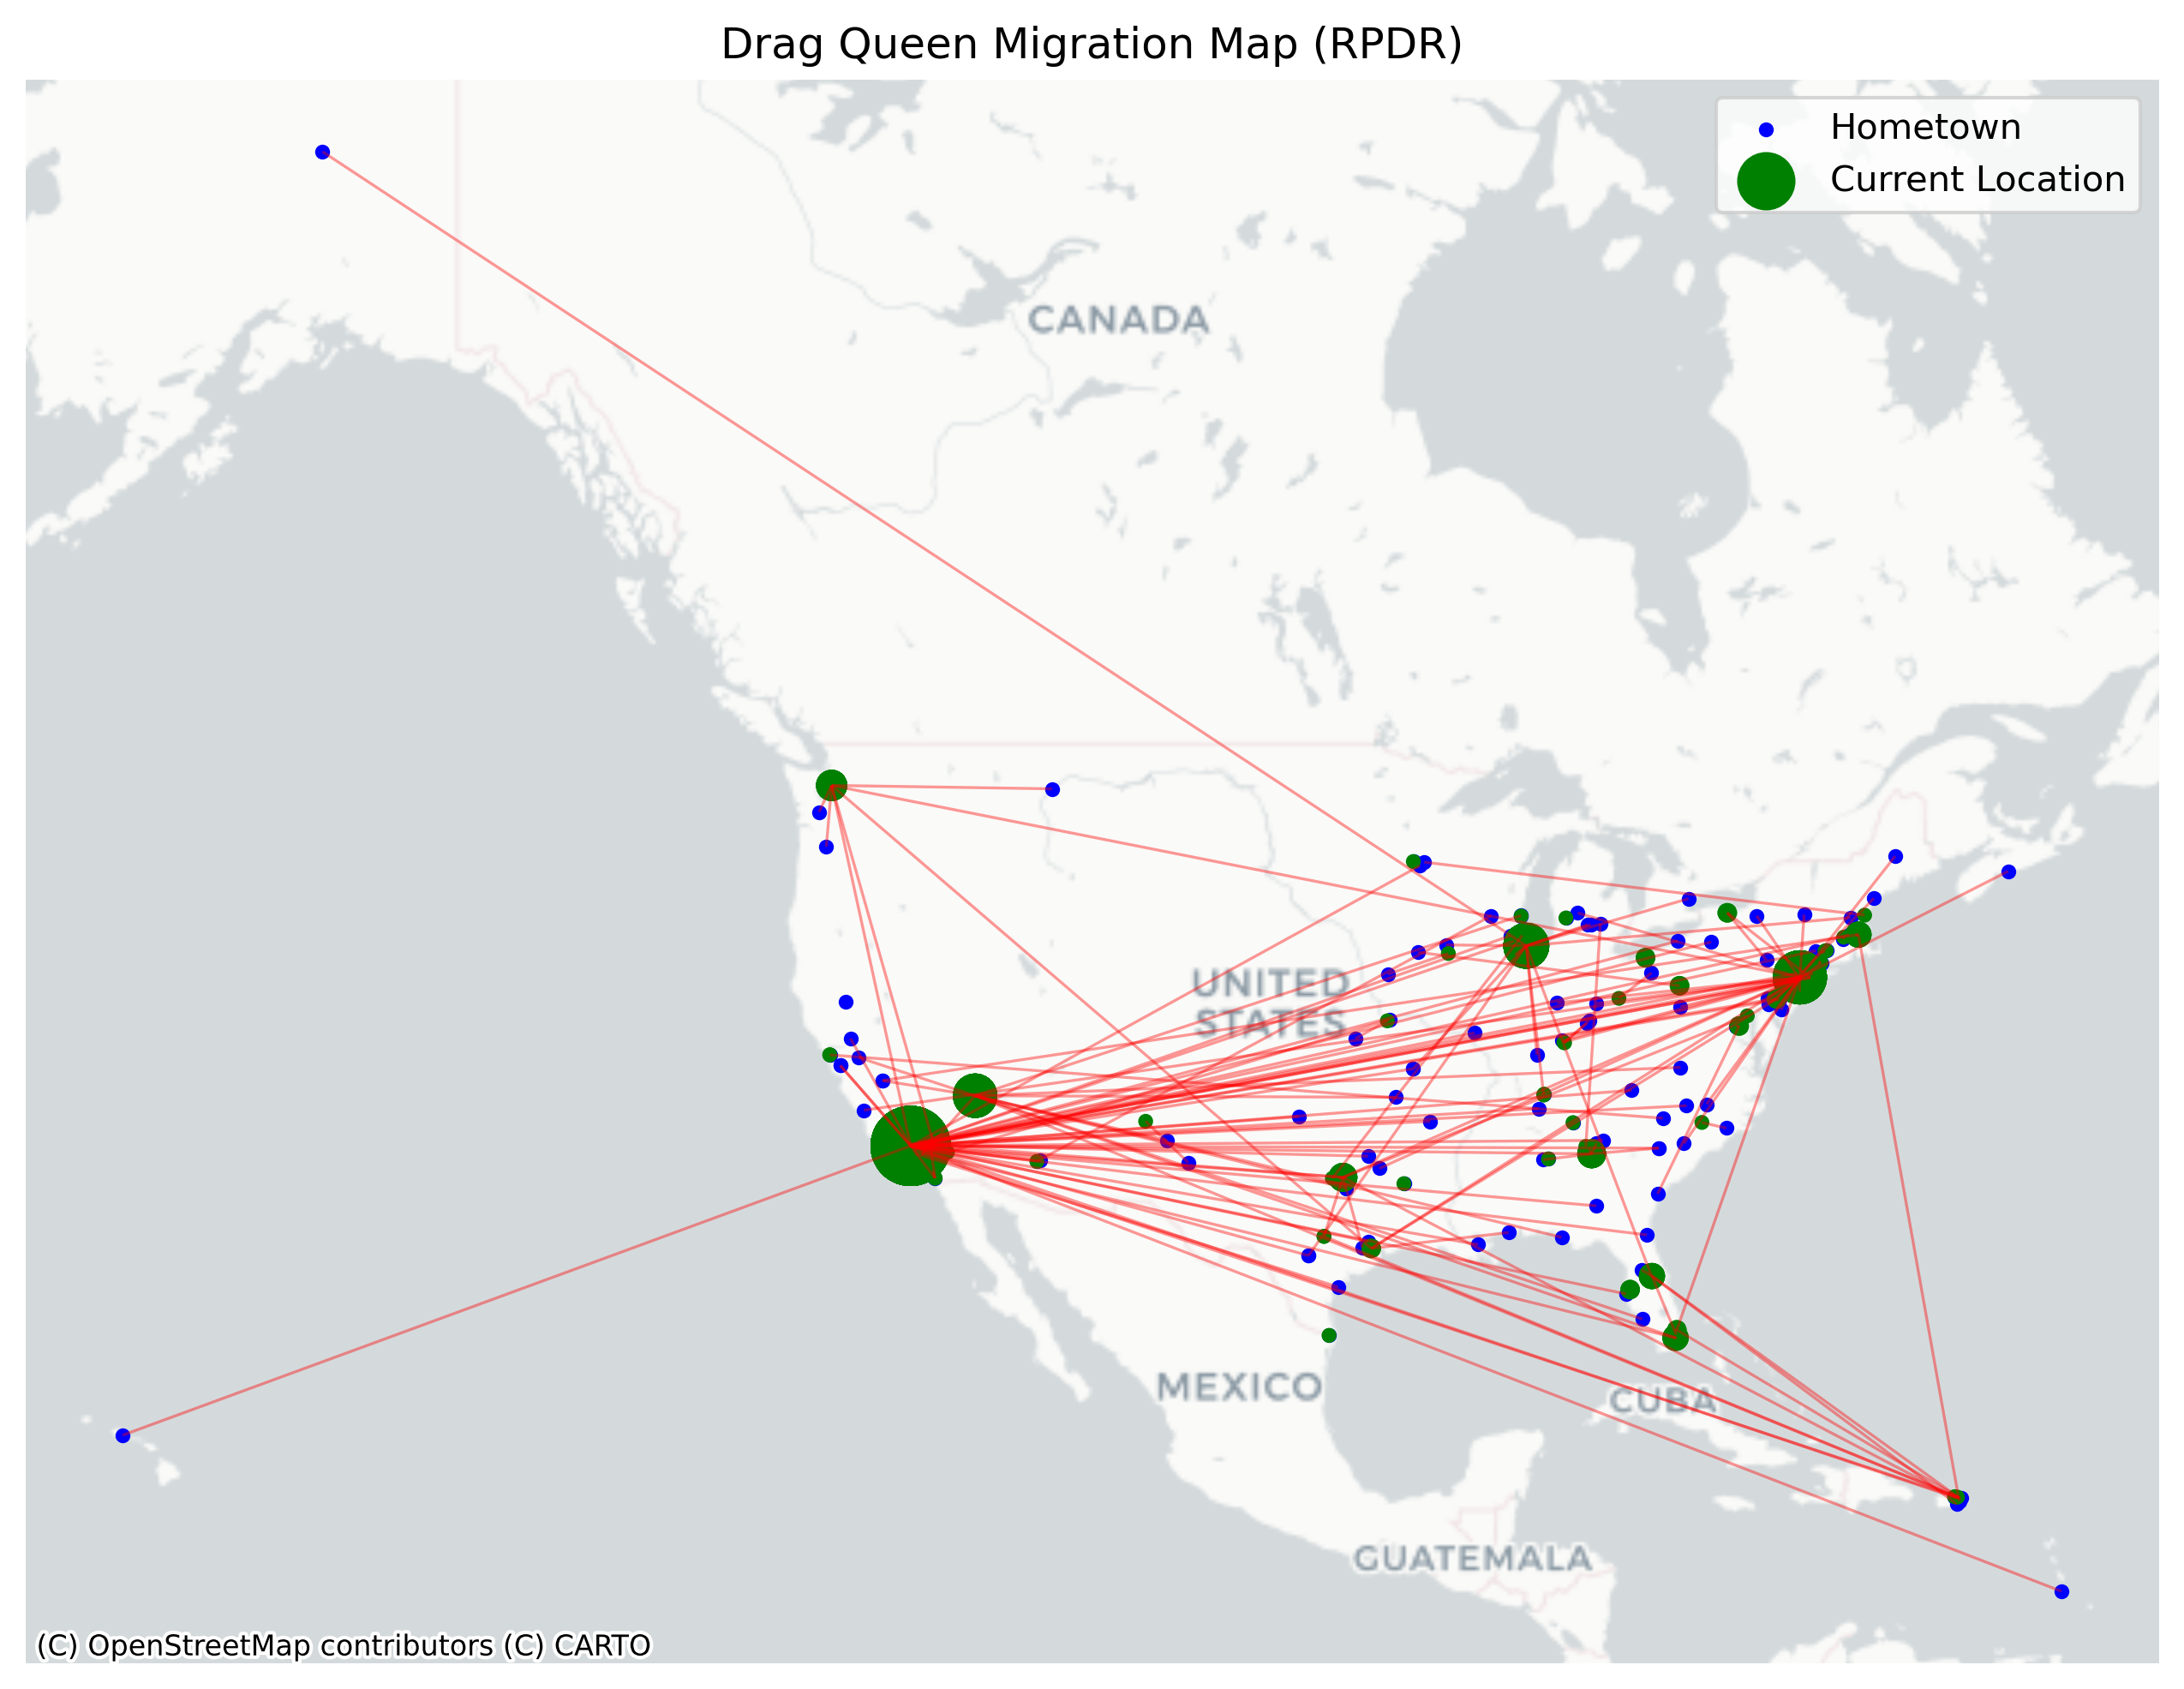 Drag Queen Migration Map (RPDR)
Hometown
Current Location
CANADA
UNITED
STATES
MEXICO
CUBA
GUATEMALA
(C) OpenStreetMap contributors (C) CARTO